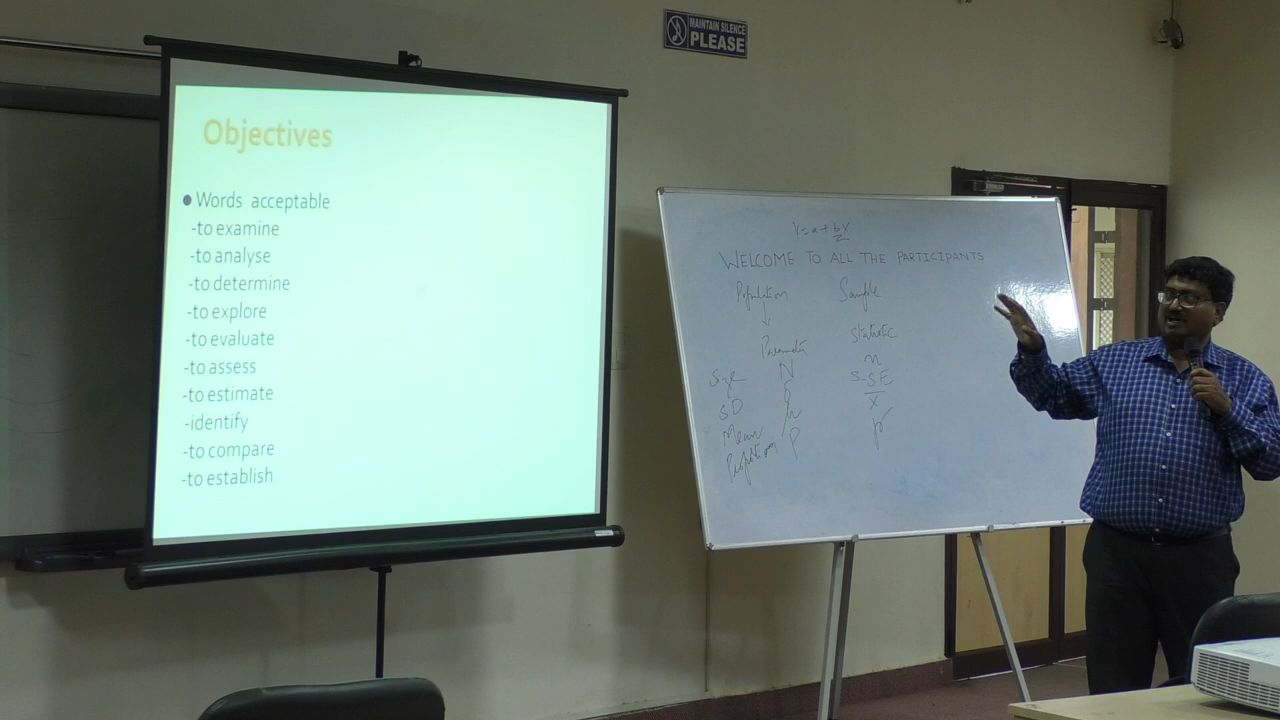 MAINTAIN SILENCE
PLEASE
Objectives
• Words acceptable
-to examine
-to analyse
-to determine
-to explore
-to evaluate
-to assess
-to estimate
-identify
-to compare
-to establish
Y = a + bx
WELCOME TO ALL THE PARTICIPANTS
Population Sample
Parameter Statistic
Size N n
SD S-SE
Mean μ x̄
Proportion P p